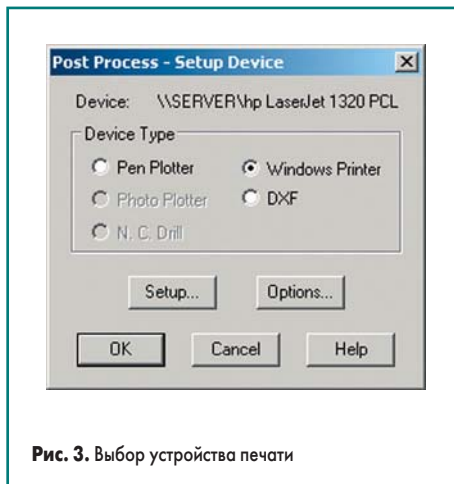 Post Process - Setup Device
Device: \\SERVER\hp LaserJet 1320 PCL
Device Type
Pen Plotter Windows Printer
Photo Plotter DXF
N. C. Drill
Setup... Options...
OK Cancel Help
Рис. 3. Выбор устройства печати